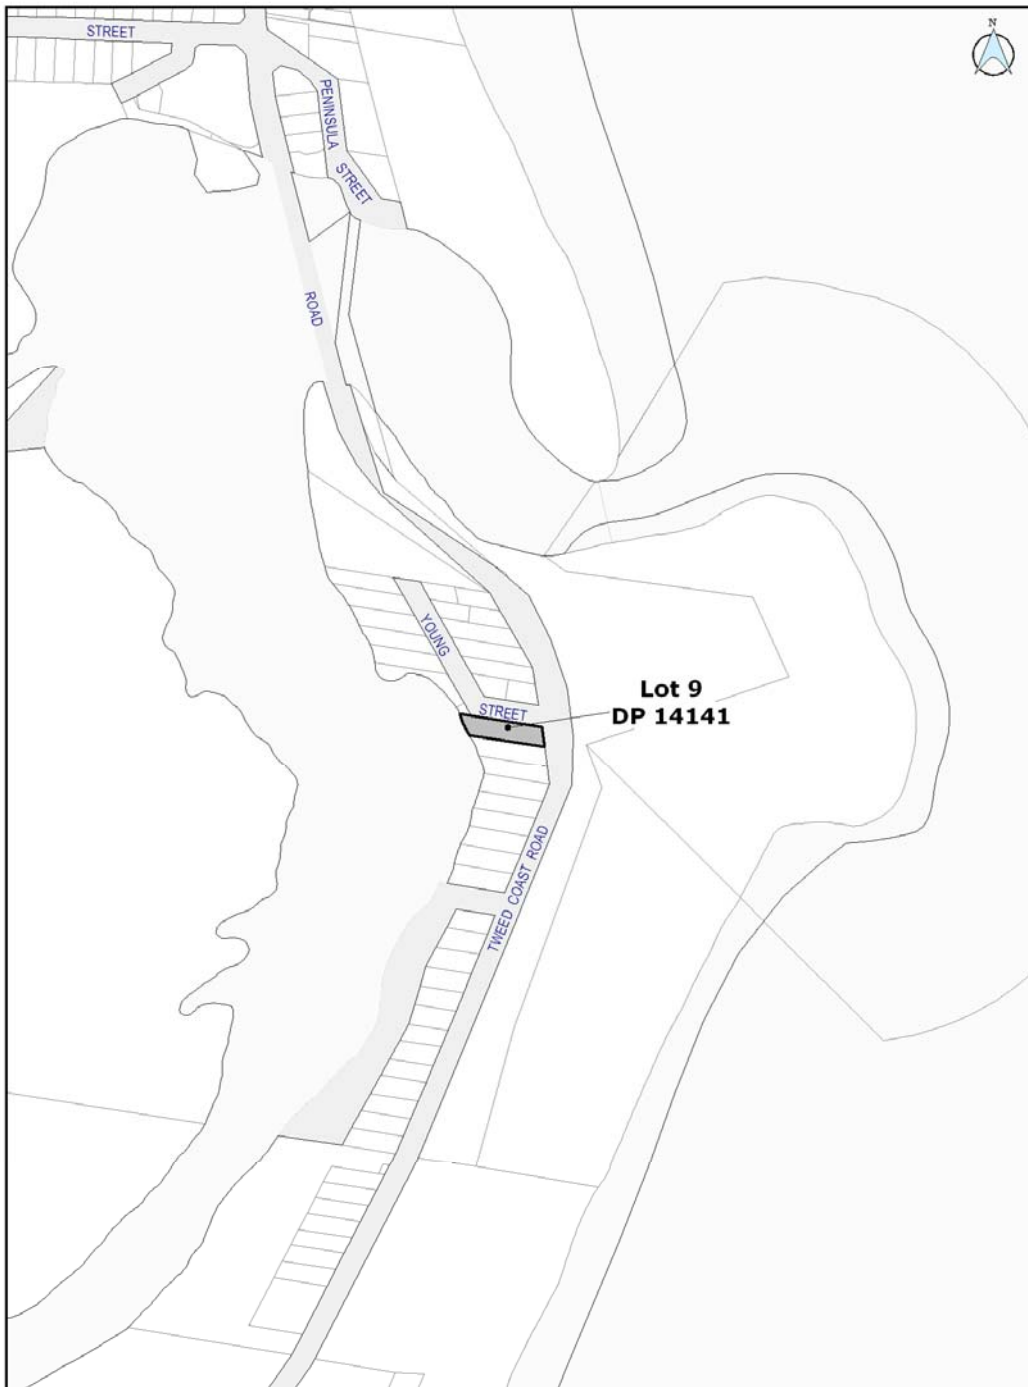 STREET
N
PENINSULA
STREET
ROAD
YOUNG
STREET
Lot 9
DP 14141
TWEED COAST ROAD